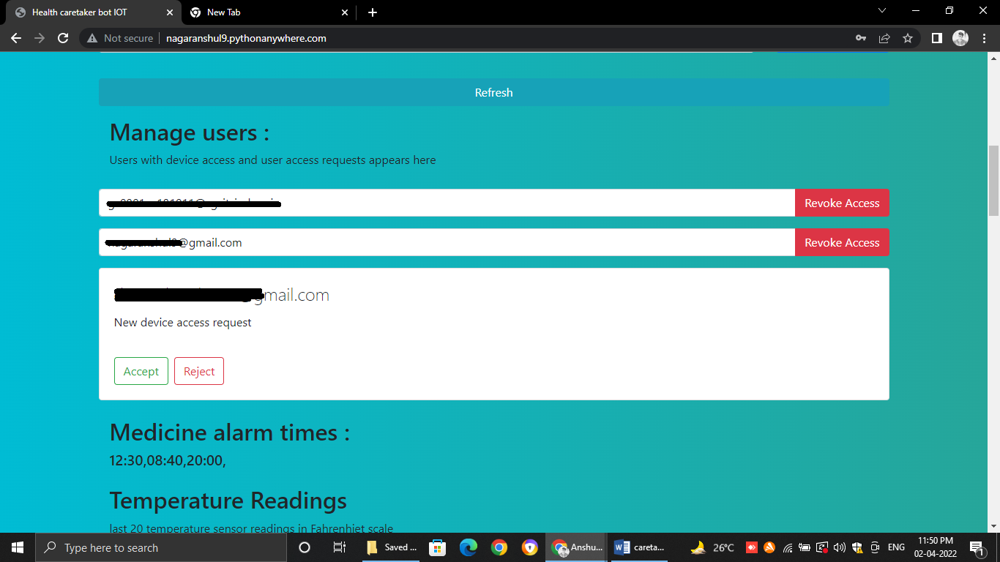 Health caretaker bot IOT
New Tab
Not secure
nagaranshul9.pythonanywhere.com
Refresh
Manage users :
Users with device access and user access requests appears here
Revoke Access
@gmail.com
Revoke Access
gmail.com
New device access request
Accept
Reject
Medicine alarm times :
12:30,08:40,20:00,
Temperature Readings
last 20 temperature sensor readings in Fahrenhiet scale
Type here to search
Saved ...
Anshu...
careta...
26°C
ENG
11:50 PM
02-04-2022
1